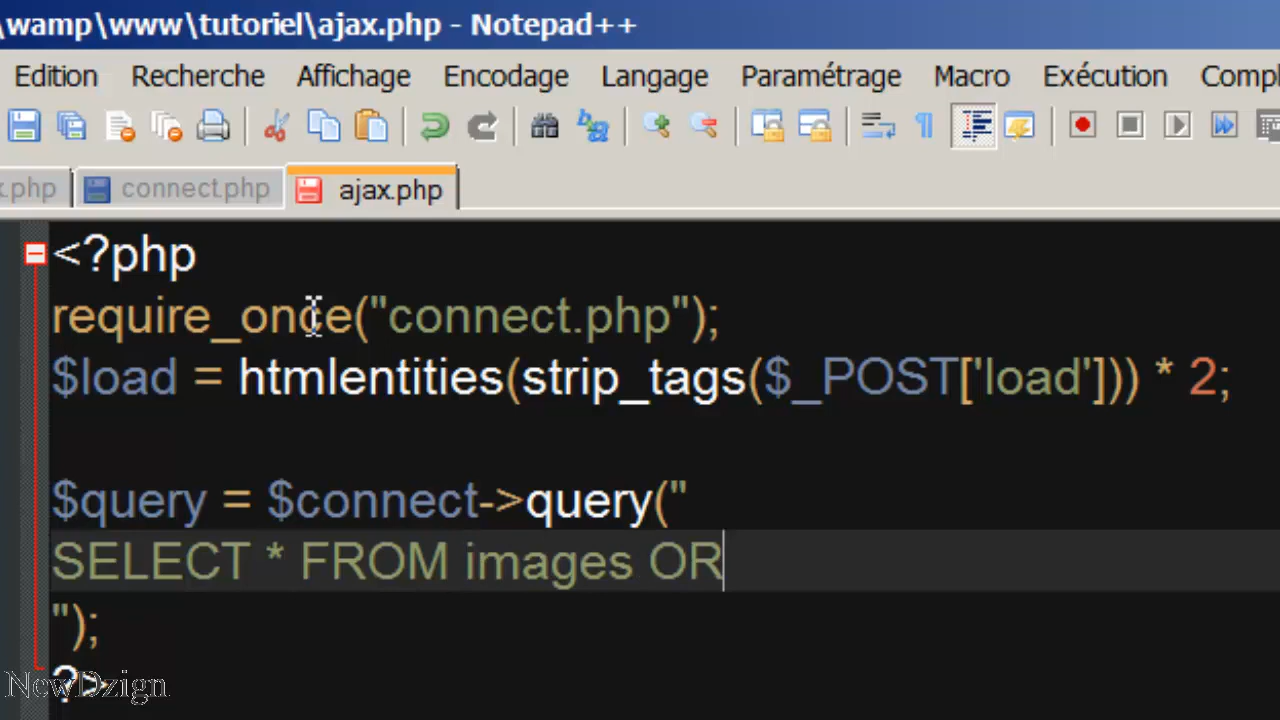 \wamp\www\tutoriel\ajax.php - Notepad++
Edition Recherche Affichage Encodage Langage Paramétrage Macro Exécution Compl
x.php connect.php ajax.php
<?php
require_once("connect.php");
$load = htmlentities(strip_tags($_POST['load'])) * 2;
$query = $connect->query("
SELECT * FROM images OR
");
?>
NewDzign